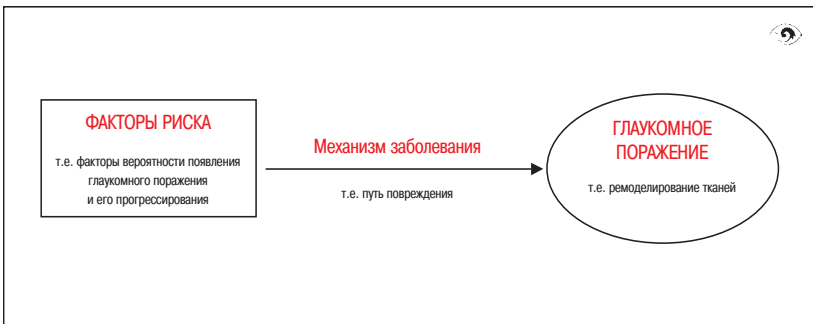 ФАКТОРЫ РИСКА
т.е. факторы вероятности появления
глаукомного поражения
и его прогрессирования
Механизм заболевания
т.е. путь повреждения
ГЛАУКОМНОЕ
ПОРАЖЕНИЕ
т.е. ремоделирование тканей